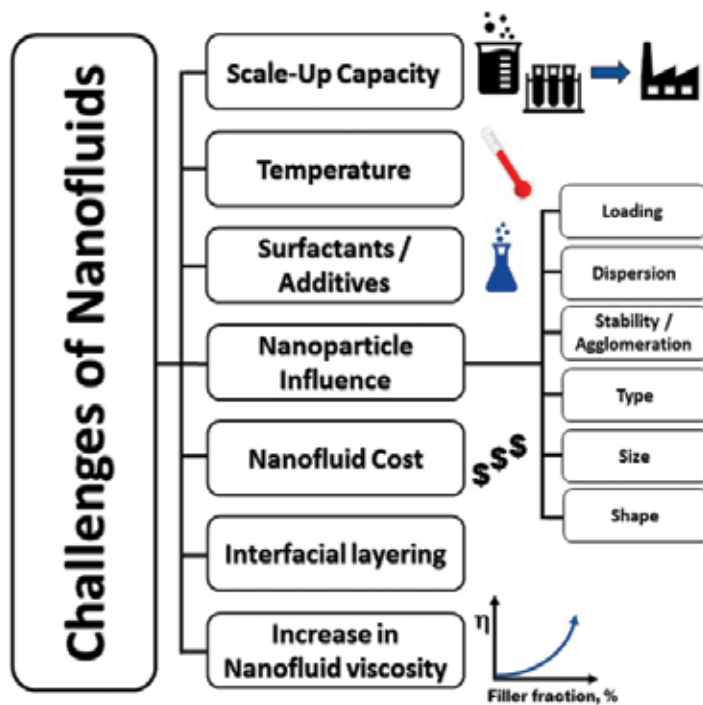 Challenges of Nanofluids
Scale-Up Capacity
Temperature
Surfactants /
Additives
Nanoparticle
Influence
Loading
Dispersion
Stability /
Agglomeration
Type
Size
Shape
Nanofluid Cost
$$$
Interfacial layering
Increase in
Nanofluid viscosity
η
Filler fraction, %